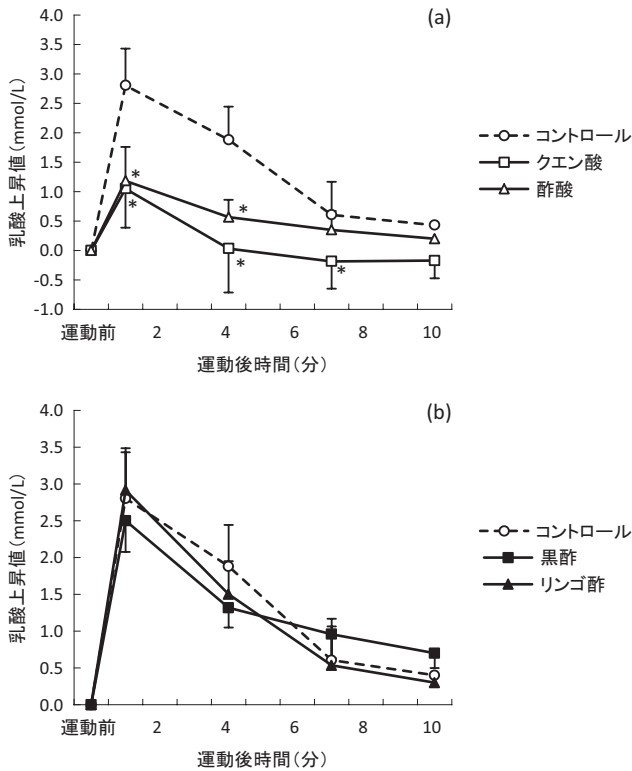 (a)
4.0
3.5
3.0
2.5
2.0
1.5
1.0
0.5
0.0
-0.5
-1.0
乳酸上昇値(mmol/L)
*
*
*
*
*
コントロール
クエン酸
酢酸
運動前 2 4 6 8 10
運動後時間(分)
(b)
4.0
3.5
3.0
2.5
2.0
1.5
1.0
0.5
0.0
乳酸上昇値(mmol/L)
コントロール
黒酢
リンゴ酢
運動前 2 4 6 8 10
運動後時間(分)